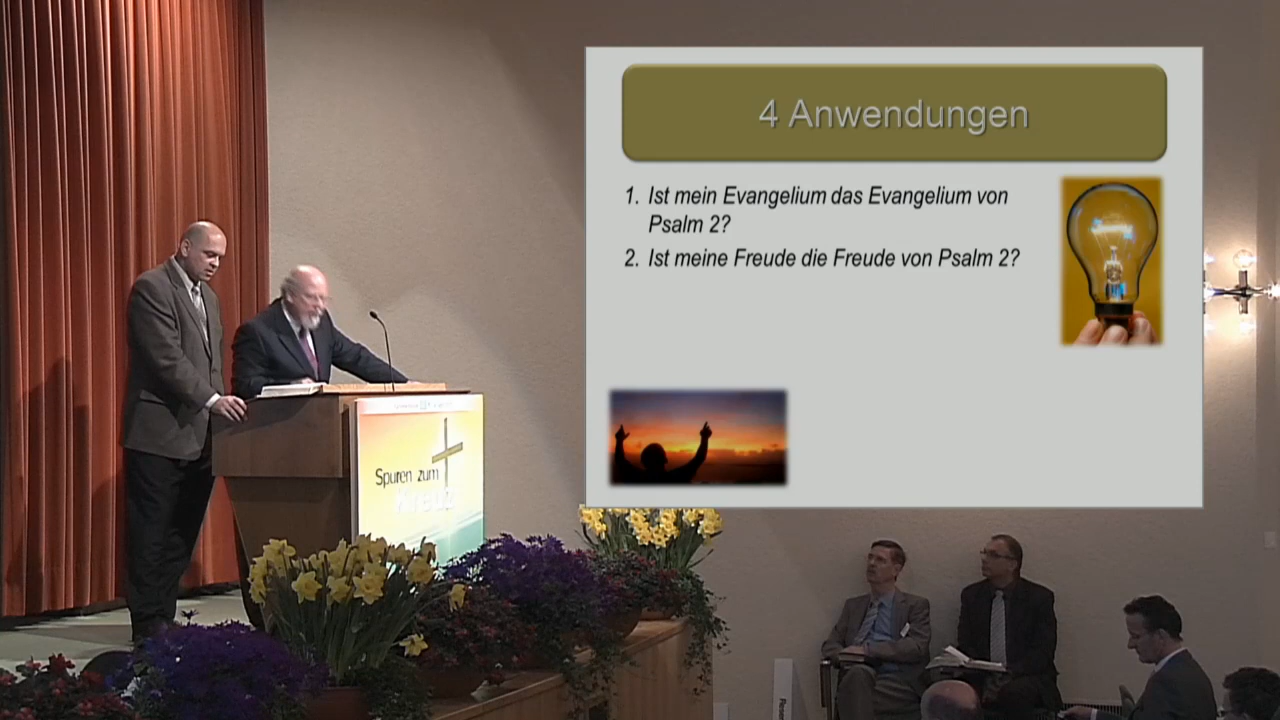 4 Anwendungen
1. Ist mein Evangelium das Evangelium von
Psalm 2?
2. Ist meine Freude die Freude von Psalm 2?
Spuren zum
Kreuz